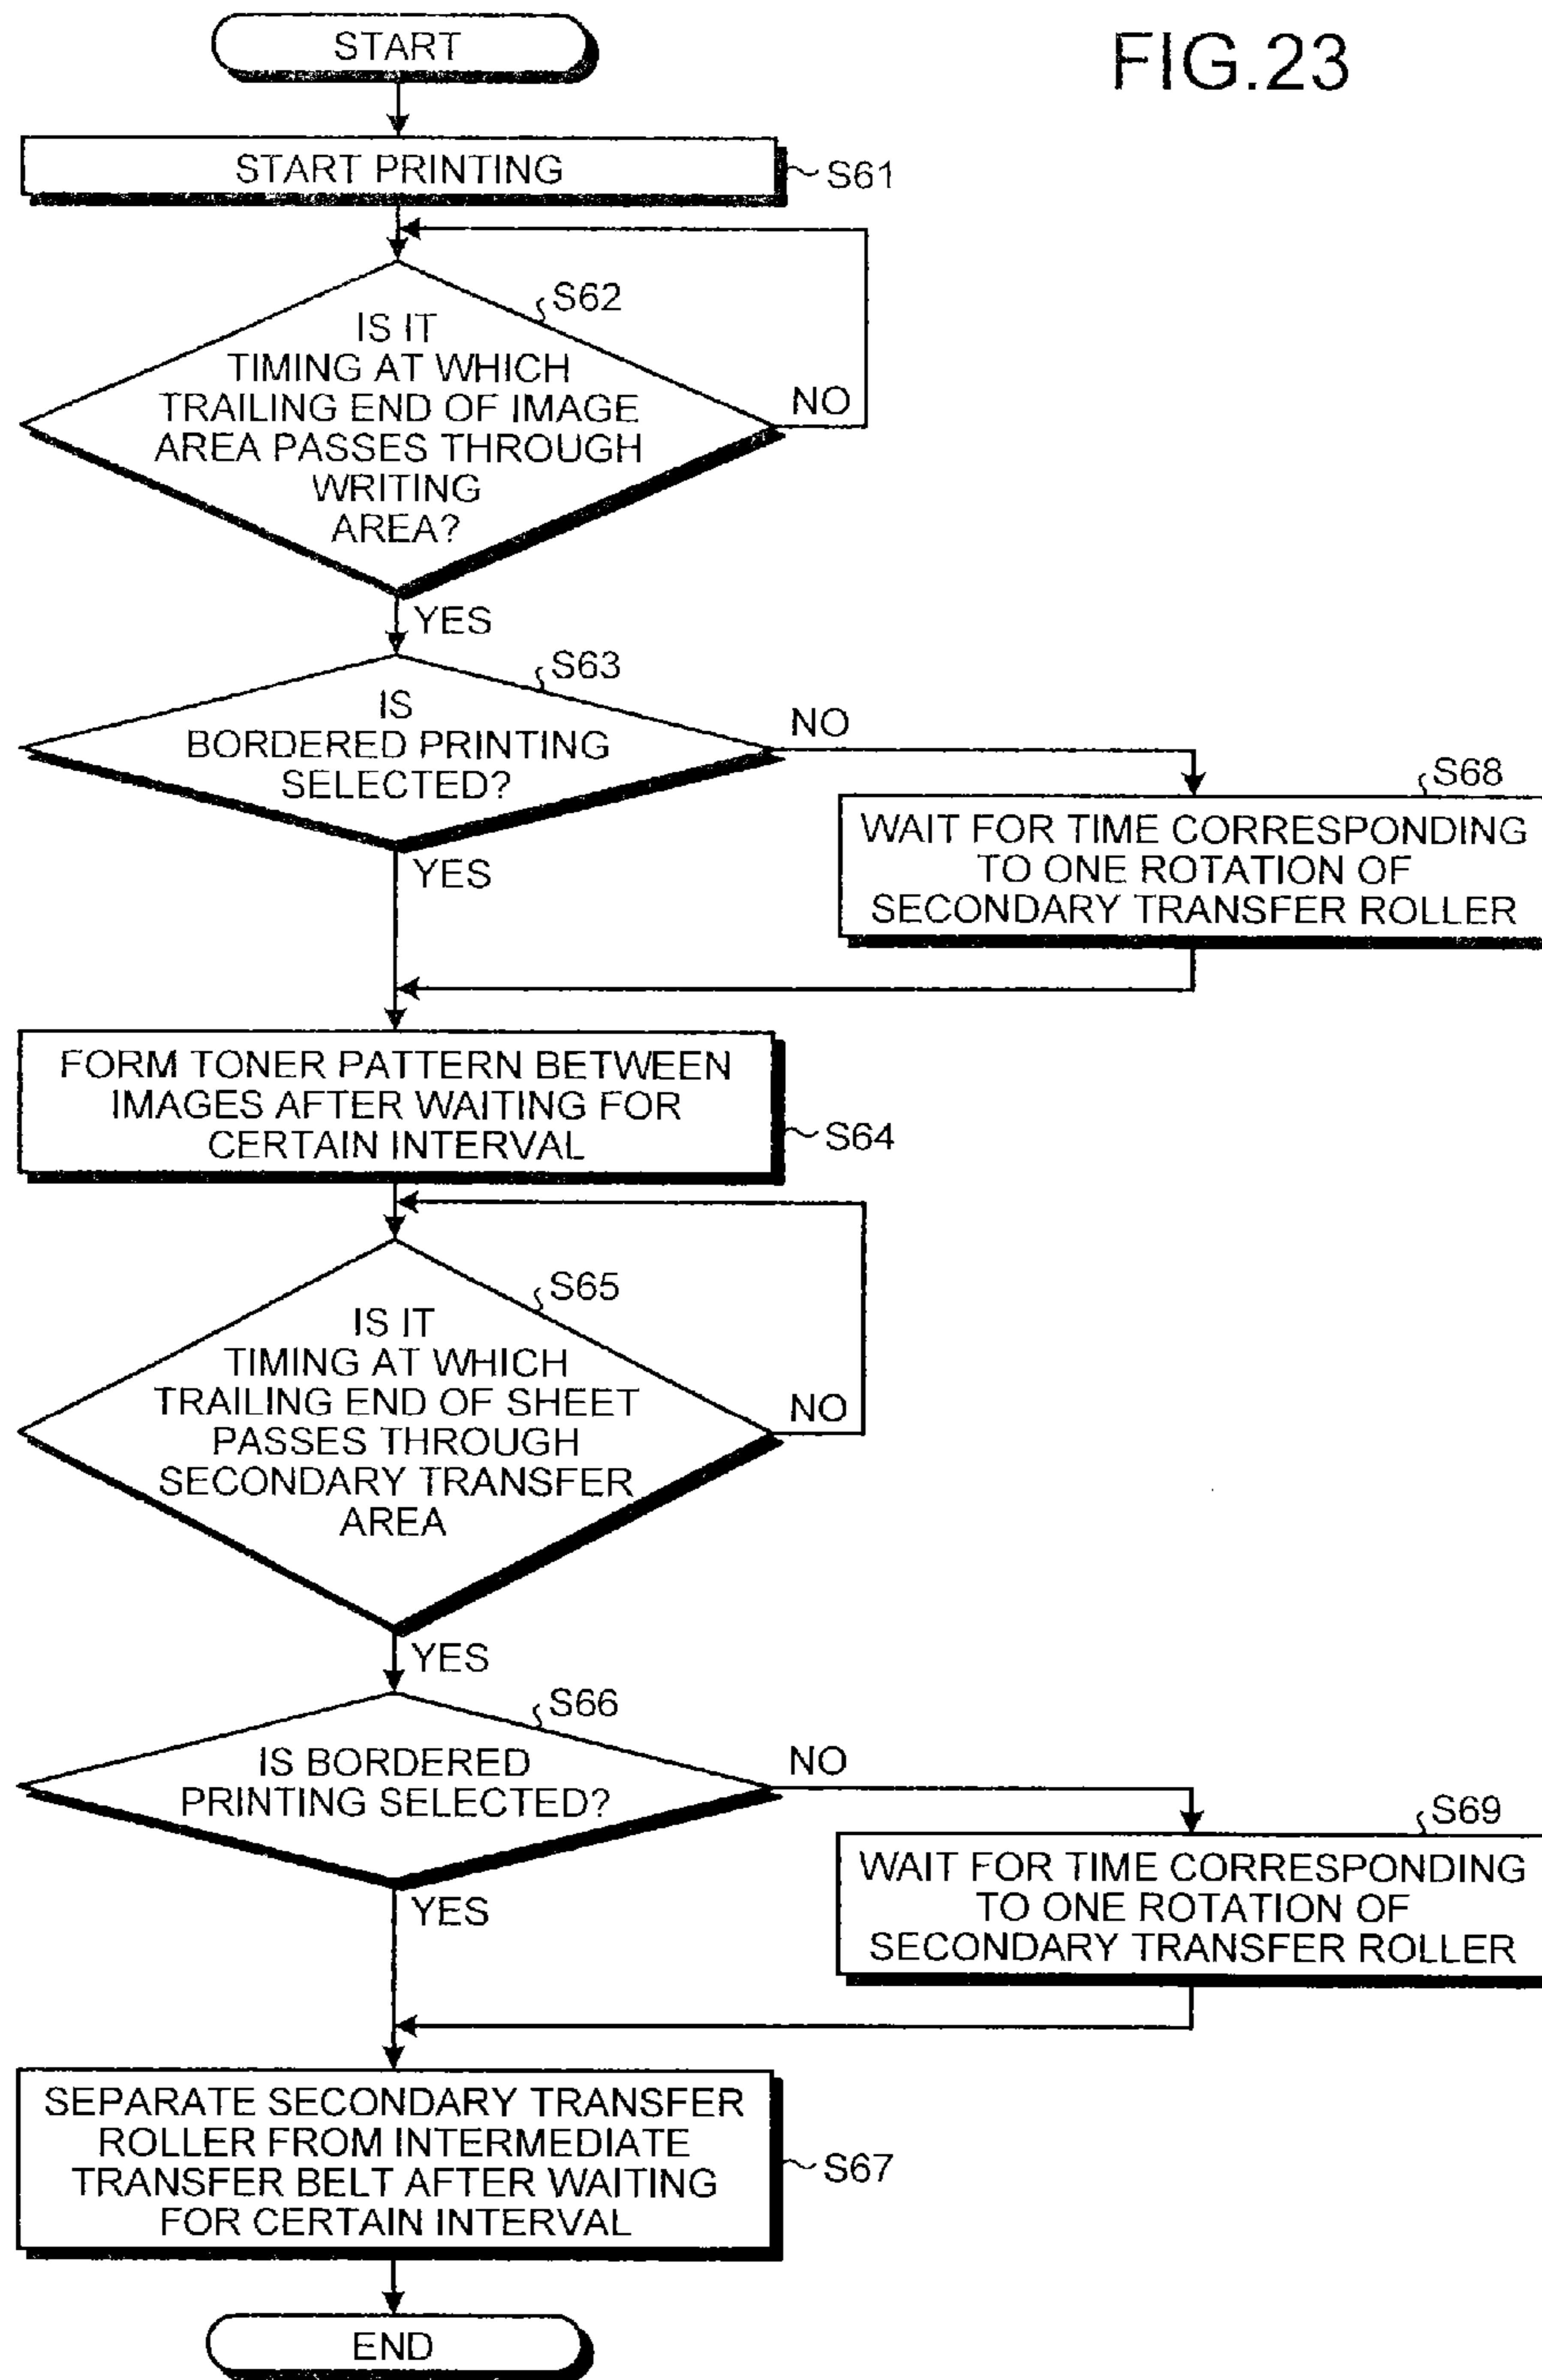 FIG.23
START
START PRINTING
S61
S62
IS IT
TIMING AT WHICH
TRAILING END OF IMAGE
AREA PASSES THROUGH
WRITING
AREA?
NO
YES
S63
IS
BORDERED PRINTING
SELECTED?
NO
YES
S68
WAIT FOR TIME CORRESPONDING
TO ONE ROTATION OF
SECONDARY TRANSFER ROLLER
FORM TONER PATTERN BETWEEN
IMAGES AFTER WAITING FOR
CERTAIN INTERVAL
S64
S65
IS IT
TIMING AT WHICH
TRAILING END OF SHEET
PASSES THROUGH
SECONDARY TRANSFER
AREA
NO
YES
S66
IS BORDERED
PRINTING SELECTED?
NO
YES
S69
WAIT FOR TIME CORRESPONDING
TO ONE ROTATION OF
SECONDARY TRANSFER ROLLER
SEPARATE SECONDARY TRANSFER
ROLLER FROM INTERMEDIATE
TRANSFER BELT AFTER WAITING
FOR CERTAIN INTERVAL
S67
END